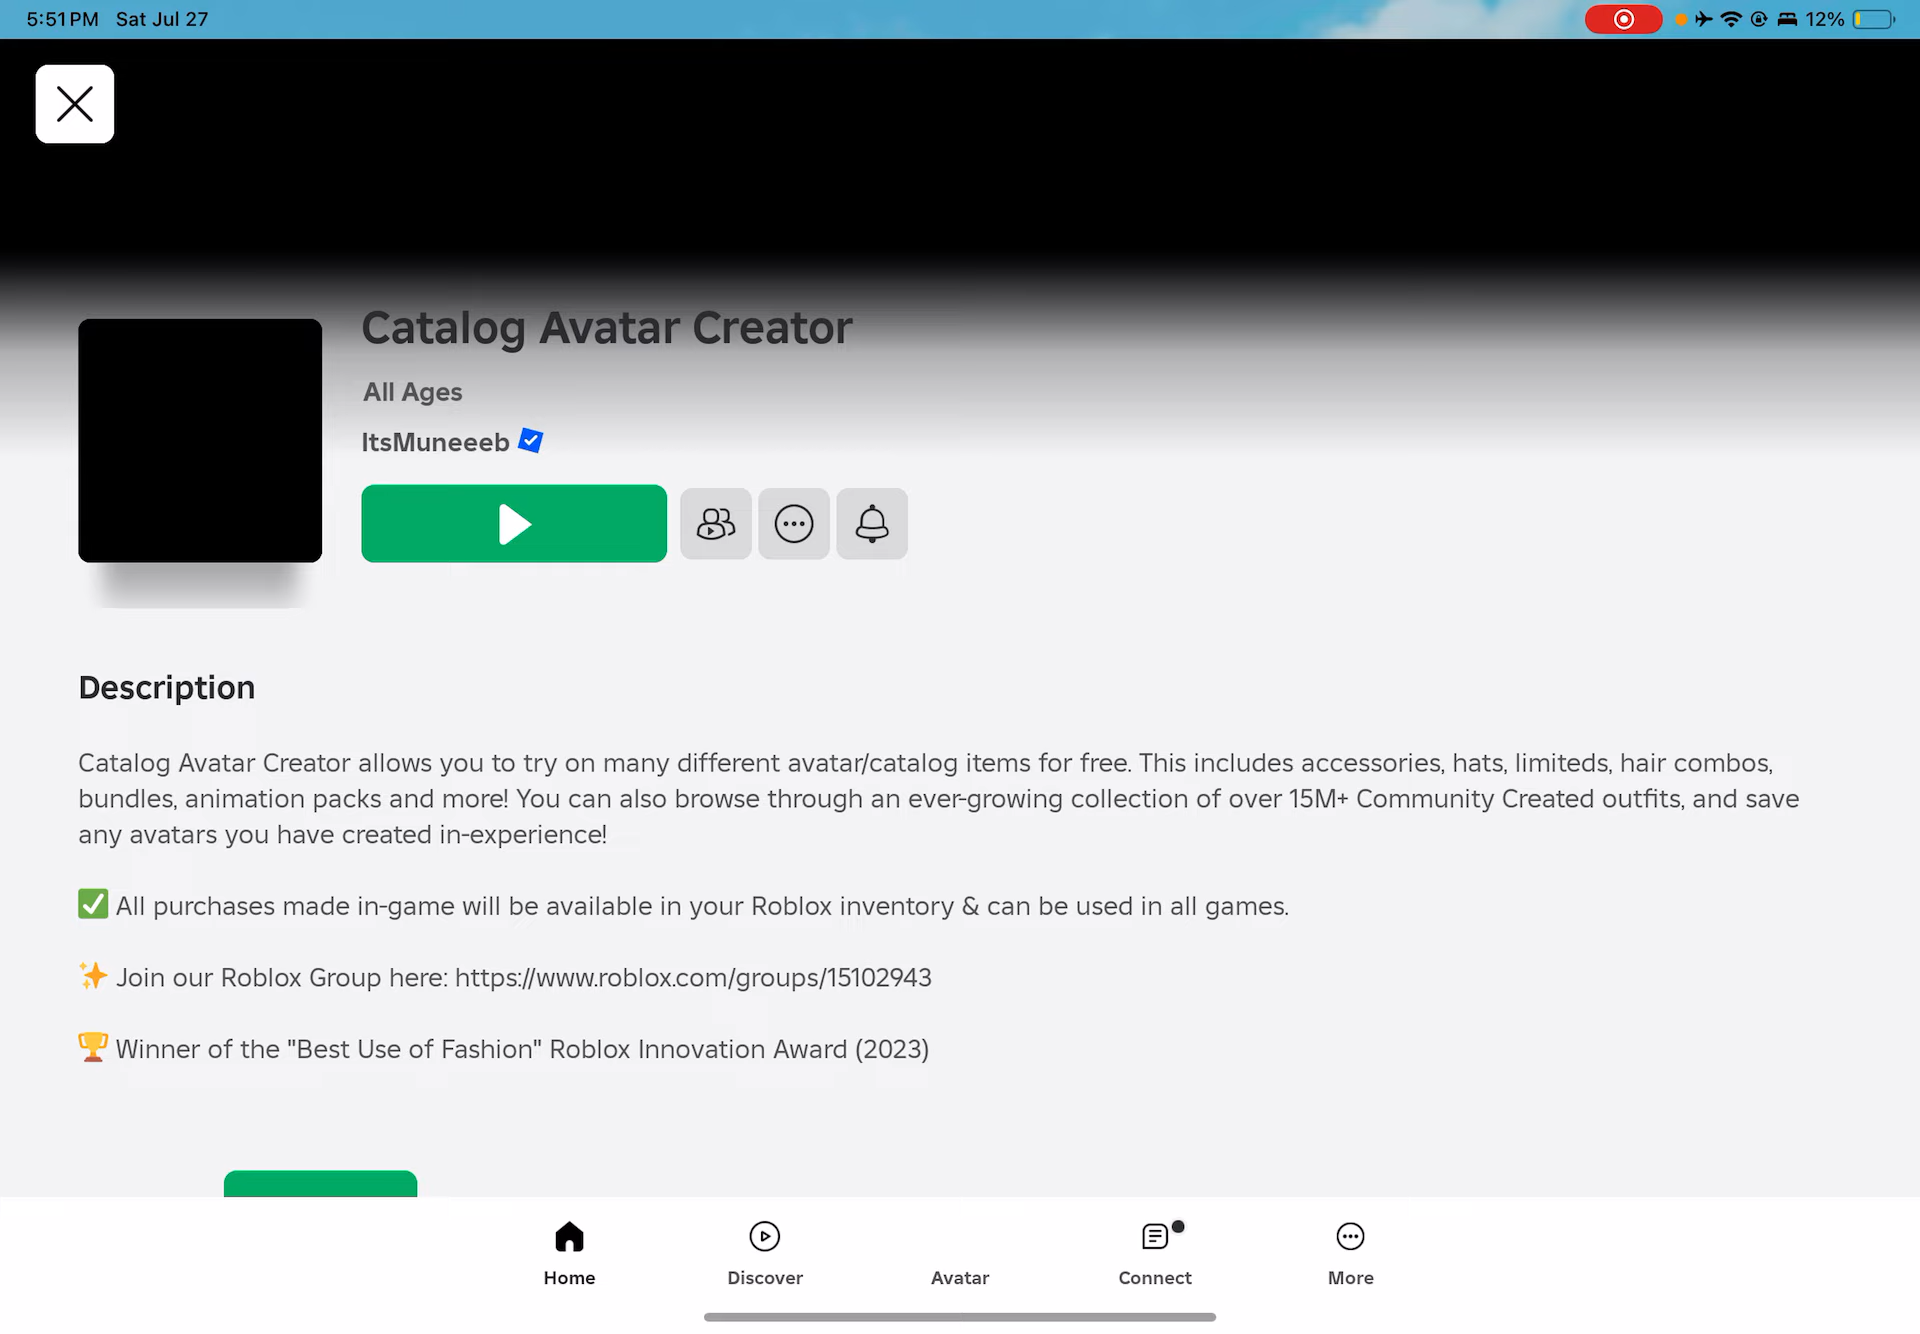 5:51 PM Sat Jul 27
12%
Catalog Avatar Creator
All Ages
ItsMuneeeb
Description
Catalog Avatar Creator allows you to try on many different avatar/catalog items for free. This includes accessories, hats, limiteds, hair combos,
bundles, animation packs and more! You can also browse through an ever-growing collection of over 15M+ Community Created outfits, and save
any avatars you have created in-experience!
✅ All purchases made in-game will be available in your Roblox inventory & can be used in all games.
✨ Join our Roblox Group here: https://www.roblox.com/groups/15102943
🏆 Winner of the "Best Use of Fashion" Roblox Innovation Award (2023)
Home Discover Avatar Connect More